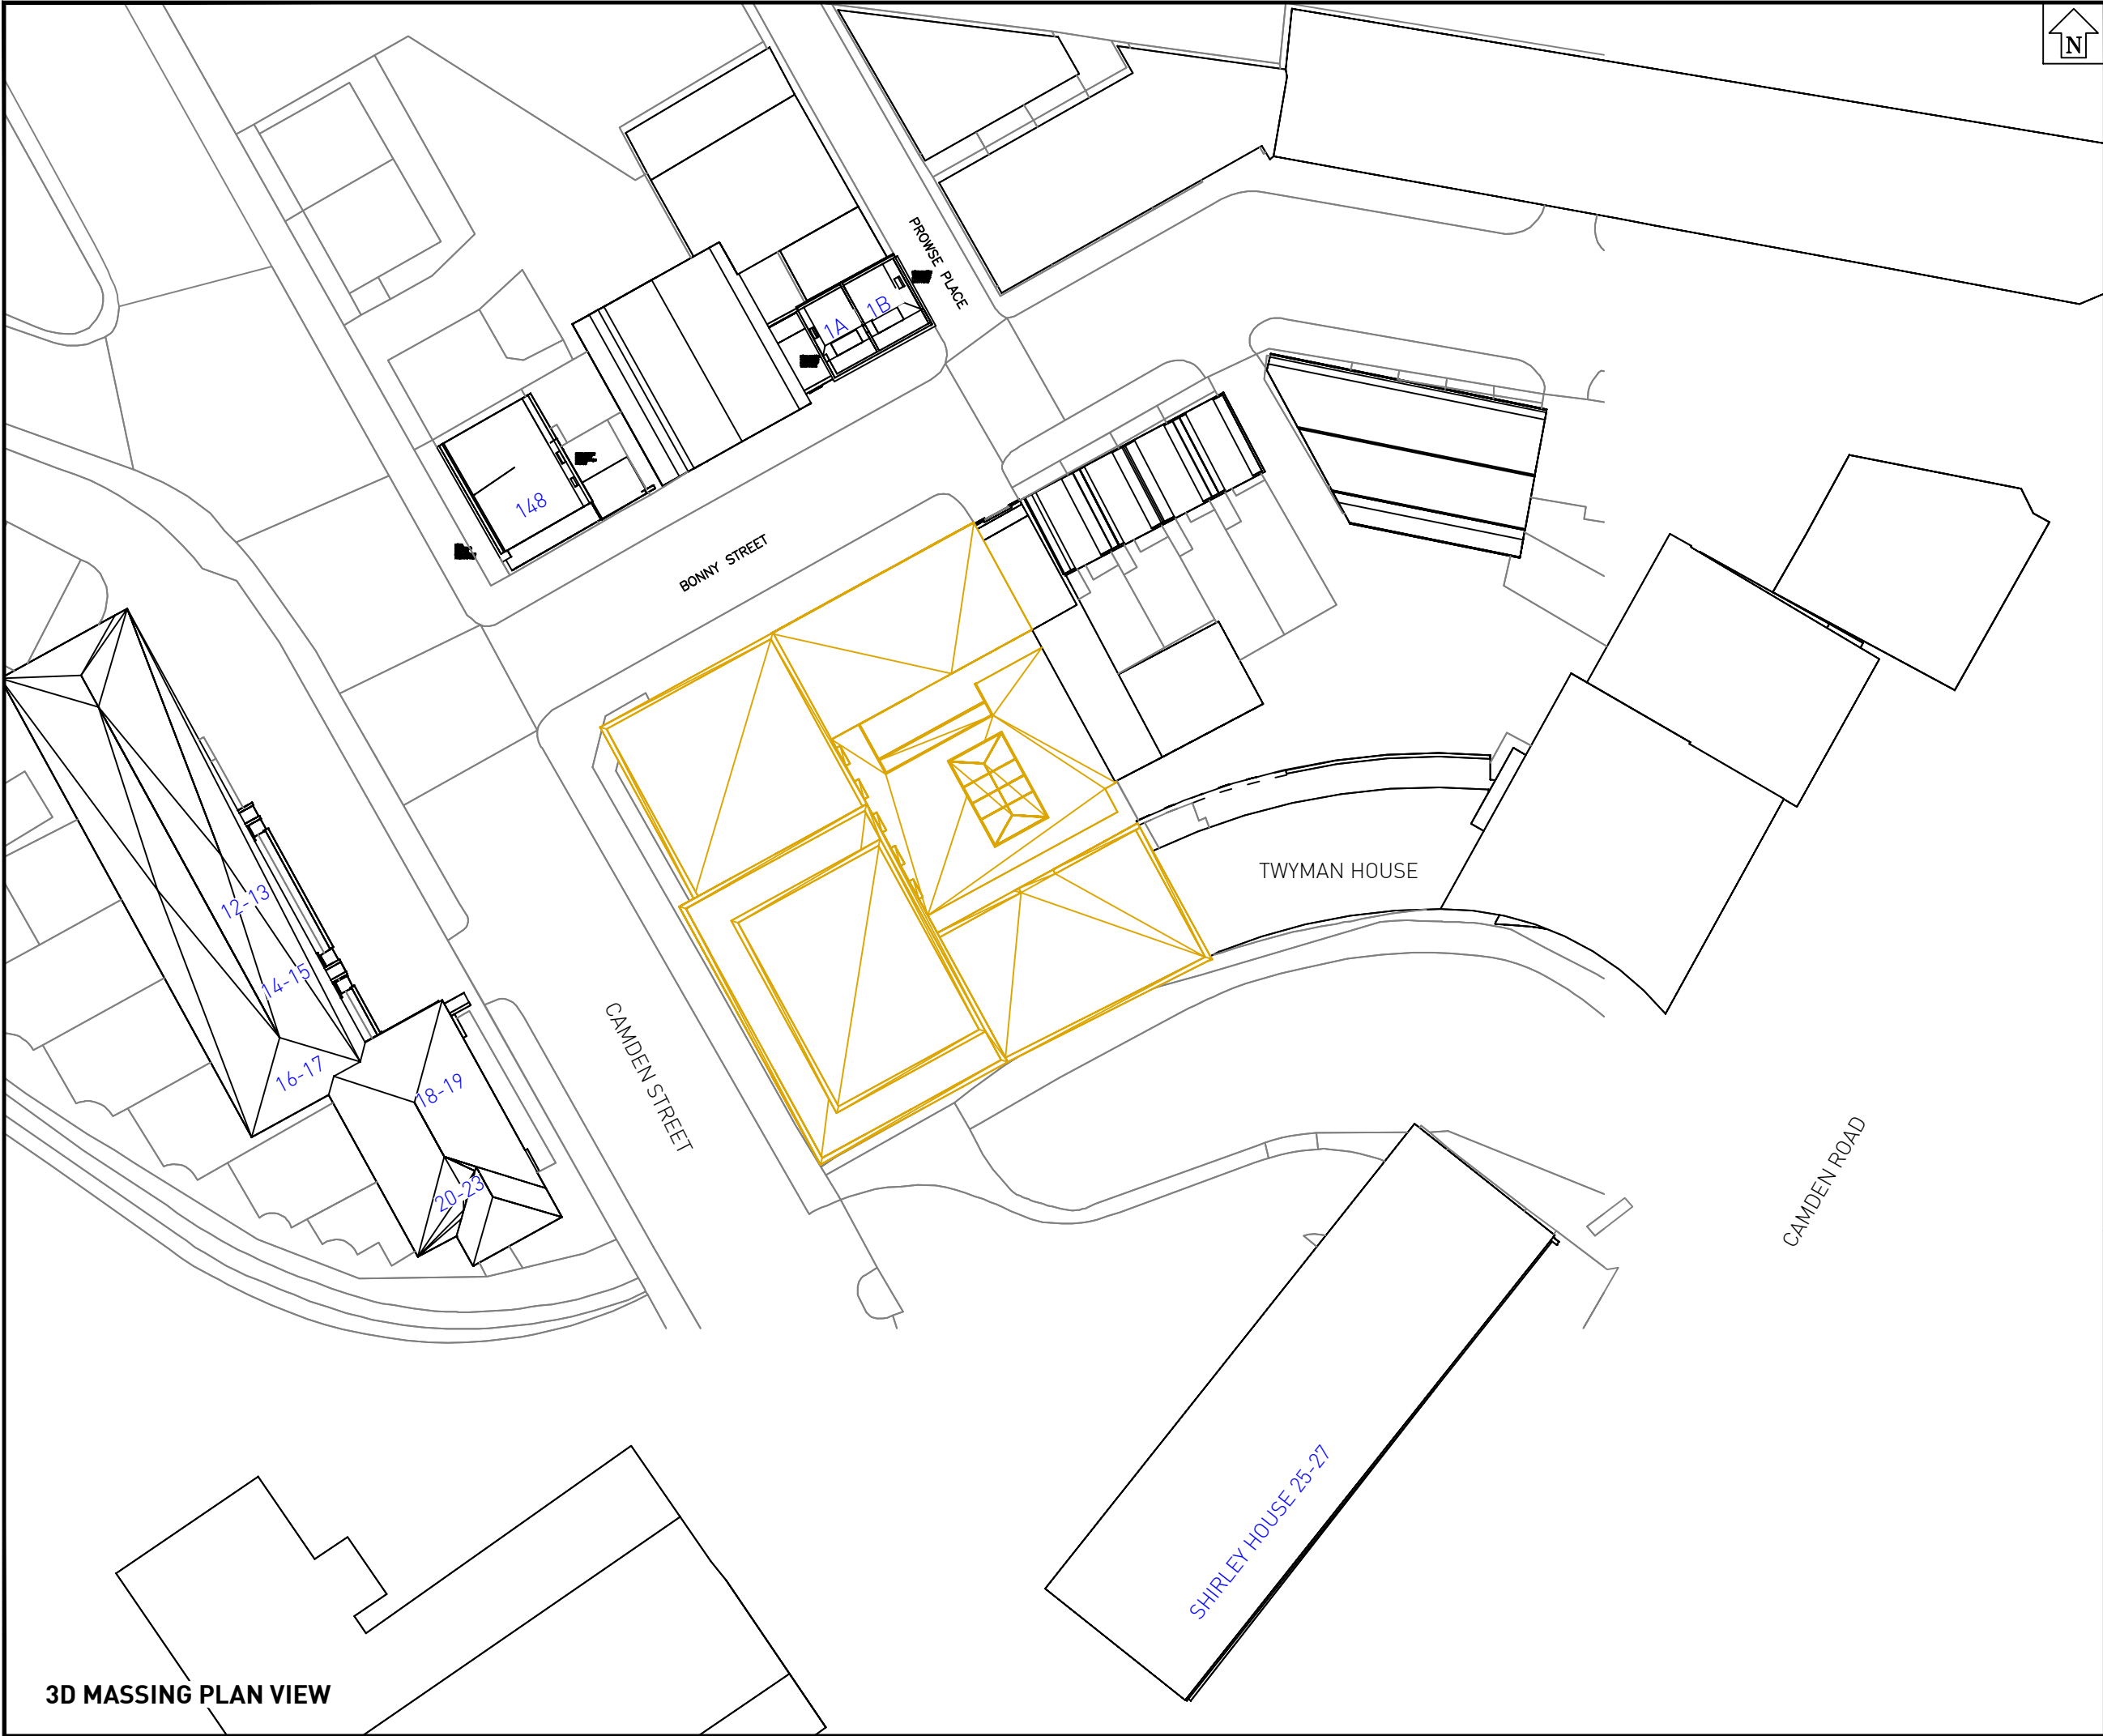 N
PROWSE PLACE
1A
1B
148
BONNY STREET
TWYMAN HOUSE
12-13
14-15
16-17
18-19
20-23
CAMDEN STREET
CAMDEN ROAD
SHIRLEY HOUSE 25-27
3D MASSING PLAN VIEW